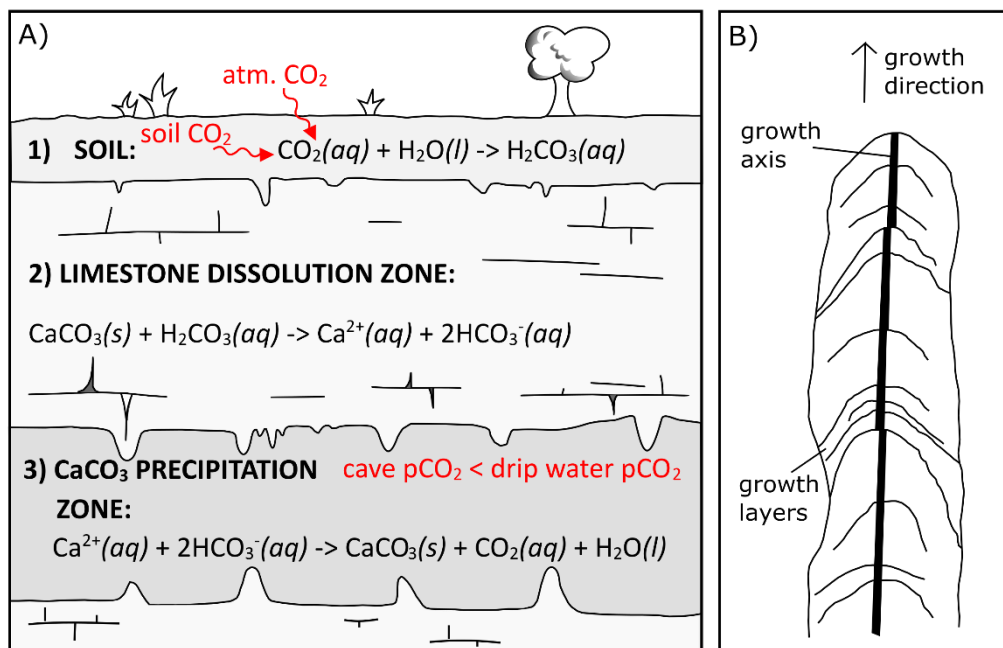 A)
atm. CO₂
soil CO₂
1) SOIL:
CO₂(aq) + H₂O(l) -> H₂CO₃(aq)
2) LIMESTONE DISSOLUTION ZONE:
CaCO₃(s) + H₂CO₃(aq) -> Ca²⁺(aq) + 2HCO₃⁻(aq)
3) CaCO₃ PRECIPITATION
ZONE:
cave pCO₂ < drip water pCO₂
Ca²⁺(aq) + 2HCO₃⁻(aq) -> CaCO₃(s) + CO₂(aq) + H₂O(l)
B)
growth
direction
growth
axis
growth
layers